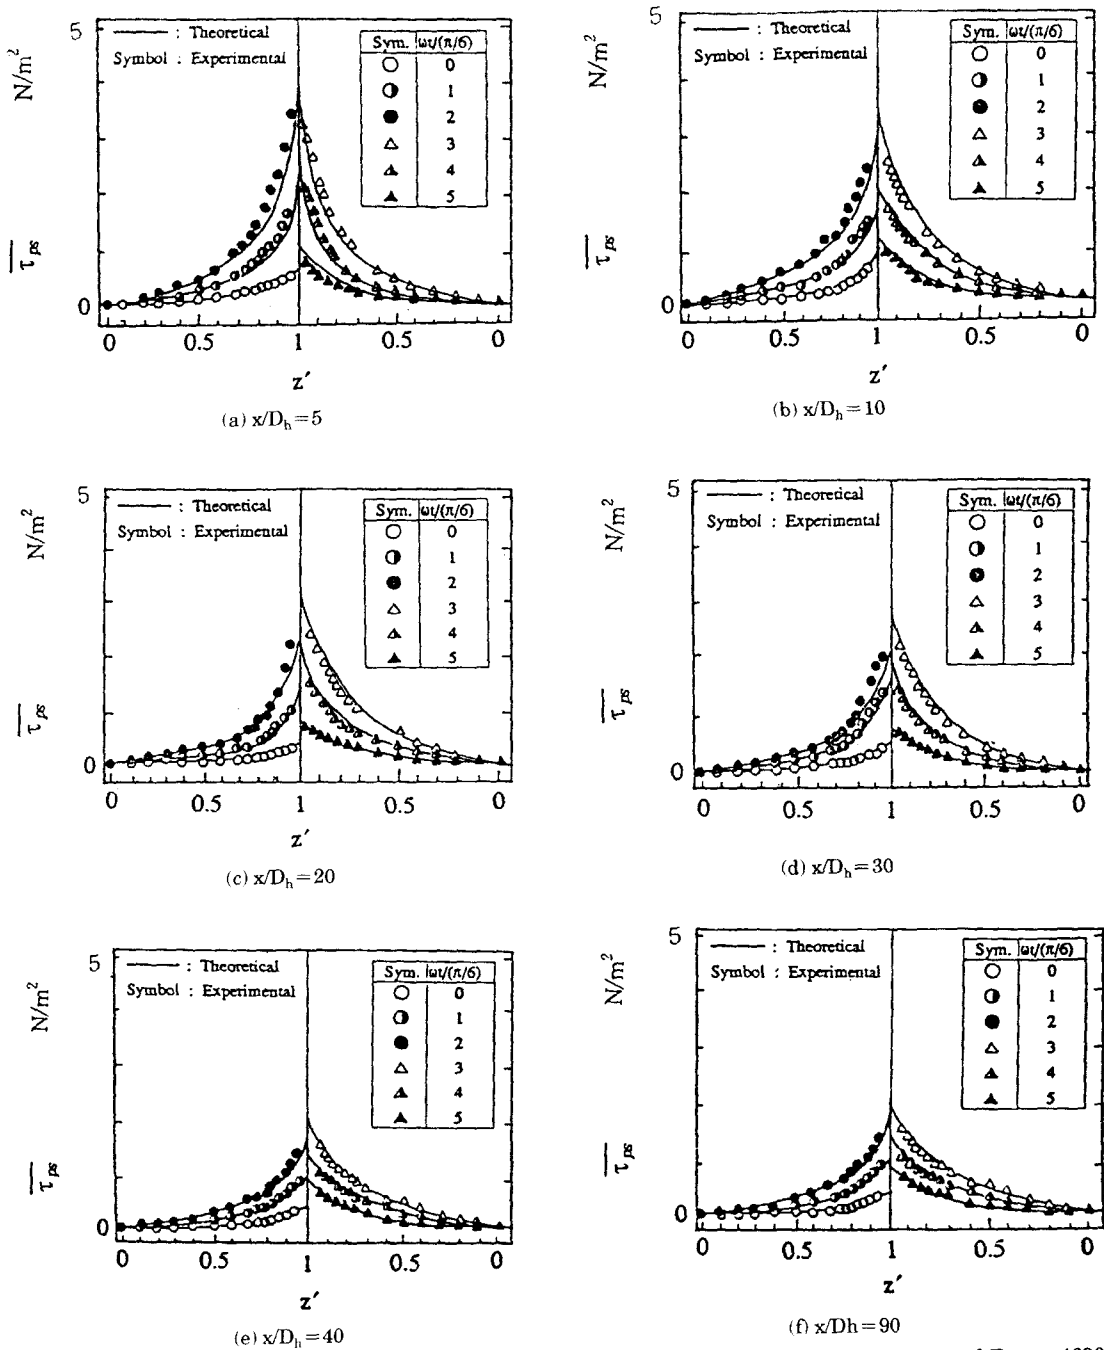 5
N/m²
τps
0
—— : Theoretical
Symbol : Experimental
Sym. ωt/(π/6)
0
1
2
3
4
5
0 0.5 1 0.5 0
z′
(a) x/Dh=5
5
N/m²
τps
0
—— : Theoretical
Symbol : Experimental
Sym. ωt/(π/6)
0
1
2
3
4
5
0 0.5 1 0.5 0
z′
(b) x/Dh=10
5
N/m²
τps
0
—— : Theoretical
Symbol : Experimental
Sym. ωt/(π/6)
0
1
2
3
4
5
0 0.5 1 0.5 0
z′
(c) x/Dh=20
5
N/m²
τps
0
—— : Theoretical
Symbol : Experimental
Sym. ωt/(π/6)
0
1
2
3
4
5
0 0.5 1 0.5 0
z′
(d) x/Dh=30
5
N/m²
τps
0
—— : Theoretical
Symbol : Experimental
Sym. ωt/(π/6)
0
1
2
3
4
5
0 0.5 1 0.5 0
z′
(e) x/Dh=40
5
N/m²
τps
0
—— : Theoretical
Symbol : Experimental
Sym. ωt/(π/6)
0
1
2
3
4
5
0 0.5 1 0.5 0
z′
(f) x/Dh=90